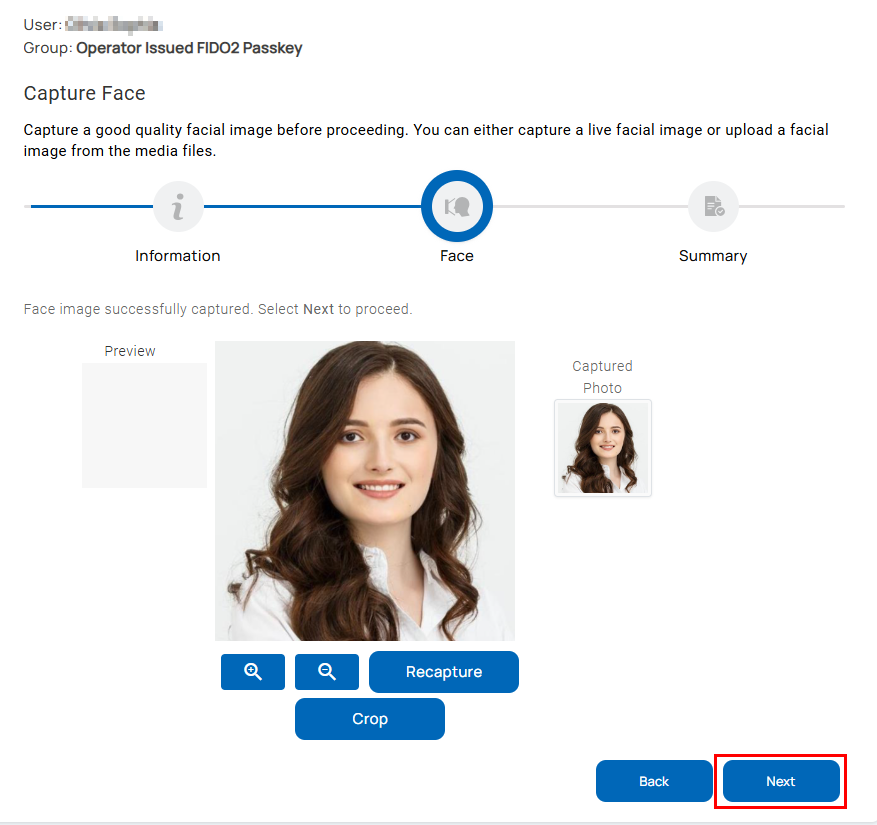 User:
Group: Operator Issued FIDO2 Passkey
Capture Face
Capture a good quality facial image before proceeding. You can either capture a live facial image or upload a facial
image from the media files.
Information
Face
Summary
Face image successfully captured. Select Next to proceed.
Preview
Captured
Photo
Recapture
Crop
Back
Next